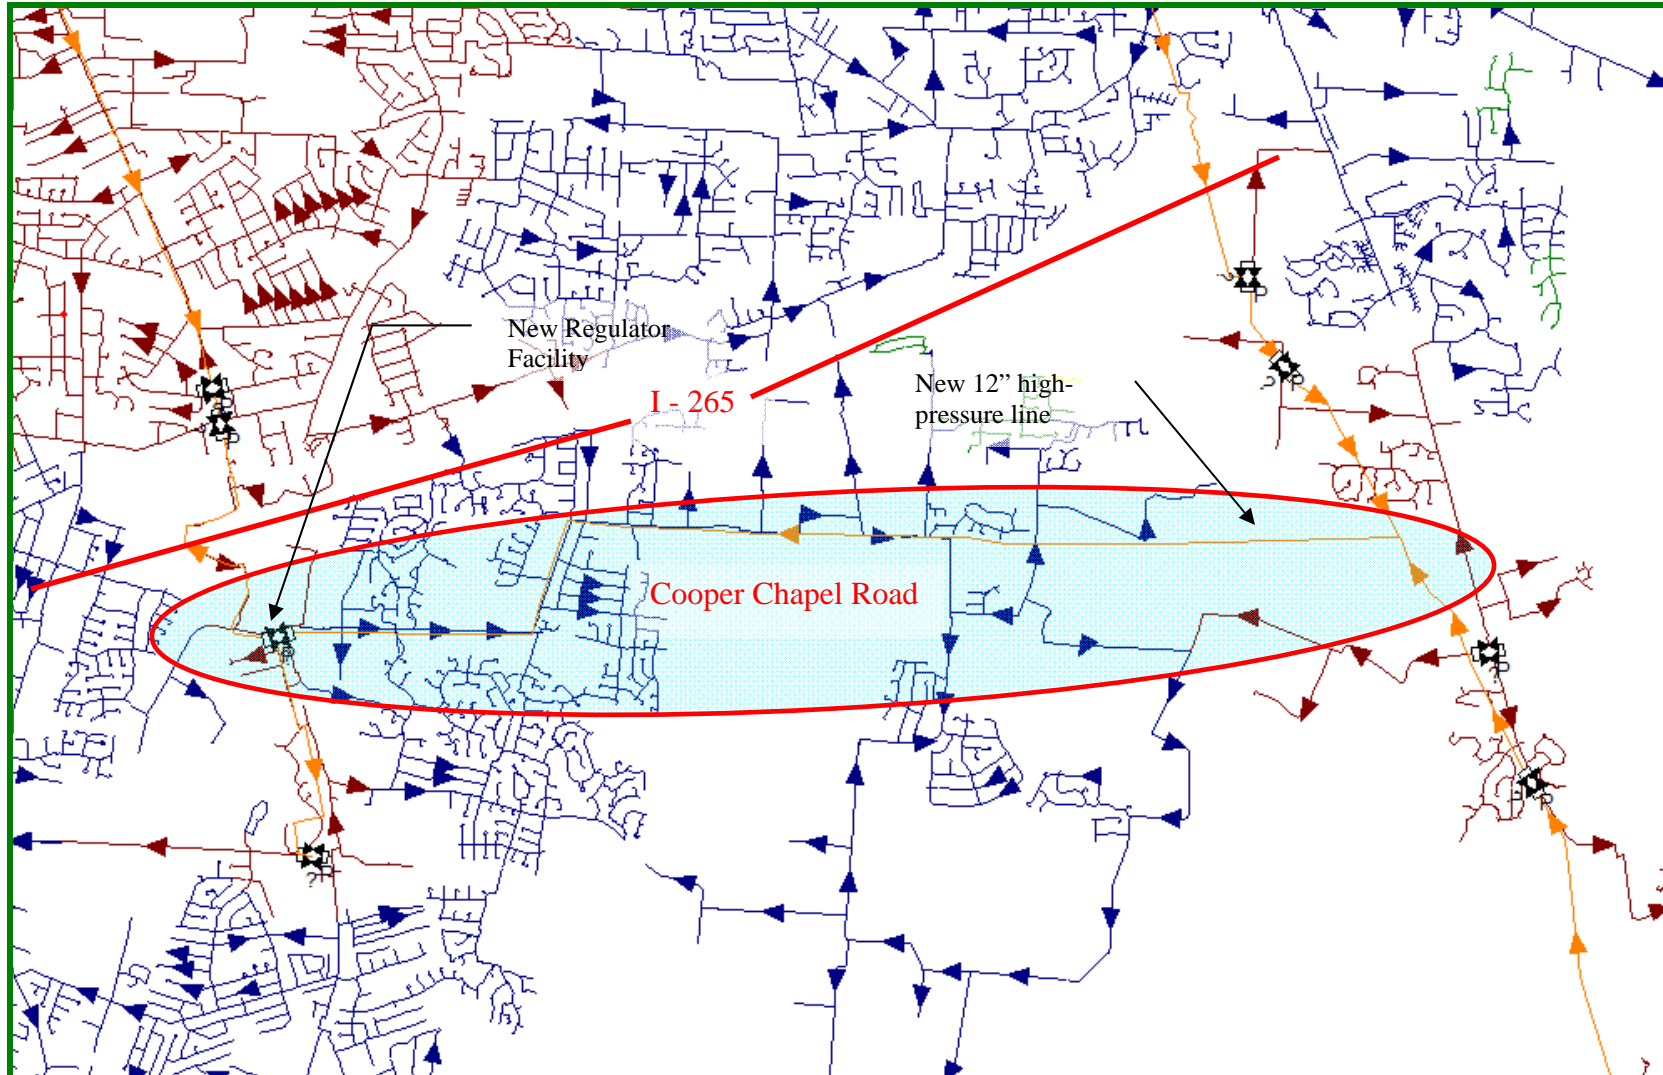 New Regulator
Facility
I - 265
New 12” high-
pressure line
Cooper Chapel Road